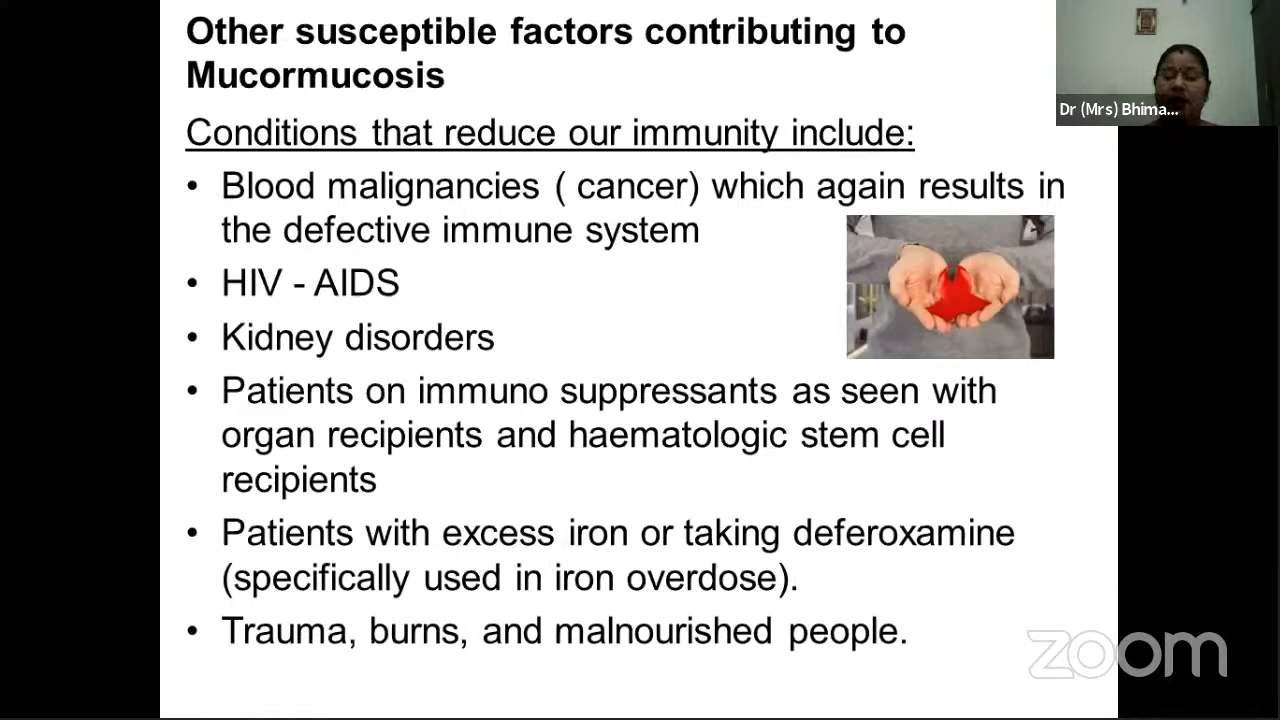 Other susceptible factors contributing to
Mucormucosis
Conditions that reduce our immunity include:
• Blood malignancies ( cancer) which again results in
the defective immune system
• HIV - AIDS
• Kidney disorders
• Patients on immuno suppressants as seen with
organ recipients and haematologic stem cell
recipients
• Patients with excess iron or taking deferoxamine
(specifically used in iron overdose).
• Trauma, burns, and malnourished people.
Dr (Mrs) Bhima...
zoom